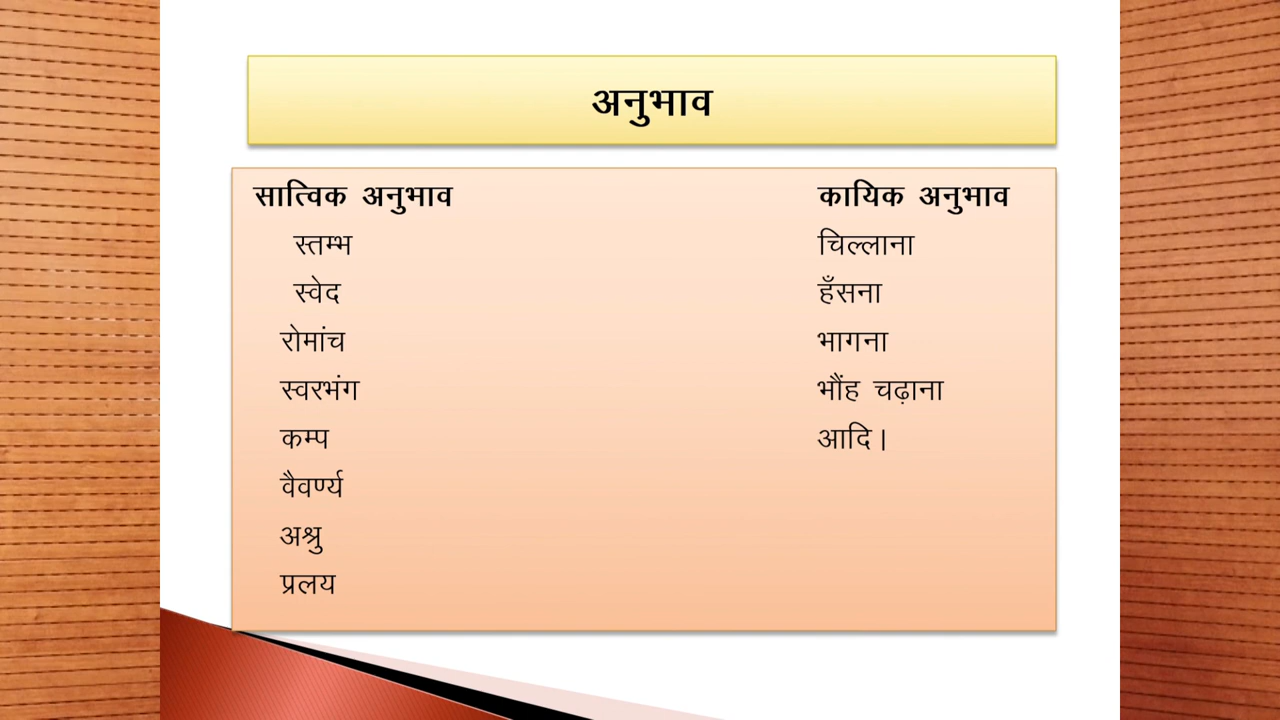 अनुभाव
सात्विक अनुभाव कायिक अनुभाव
स्तम्भ चिल्लाना
स्वेद हँसना
रोमांच भागना
स्वरभंग भौंह चढ़ाना
कम्प आदि।
वैवर्ण्य
अश्रु
प्रलय